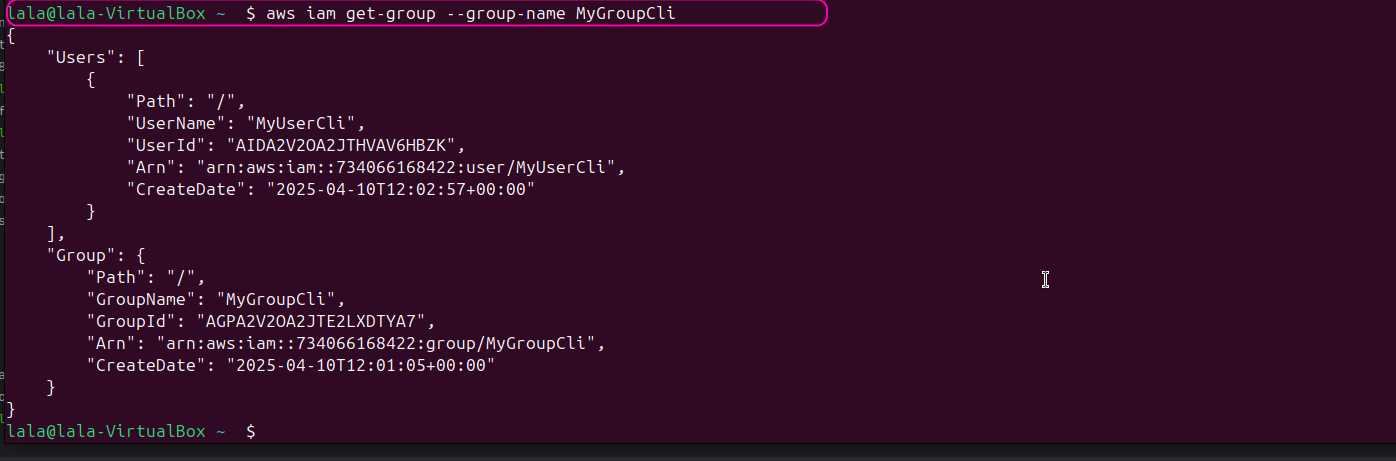 lala@lala-VirtualBox ~ $ aws iam get-group --group-name MyGroupCli
{
    "Users": [
        {
            "Path": "/",
            "UserName": "MyUserCli",
            "UserId": "AIDA2V2OA2JTHVAV6HBZK",
            "Arn": "arn:aws:iam::734066168422:user/MyUserCli",
            "CreateDate": "2025-04-10T12:02:57+00:00"
        }
    ],
    "Group": {
        "Path": "/",
        "GroupName": "MyGroupCli",
        "GroupId": "AGPA2V2OA2JTE2LXDTYA7",
        "Arn": "arn:aws:iam::734066168422:group/MyGroupCli",
        "CreateDate": "2025-04-10T12:01:05+00:00"
    }
}
lala@lala-VirtualBox ~ $